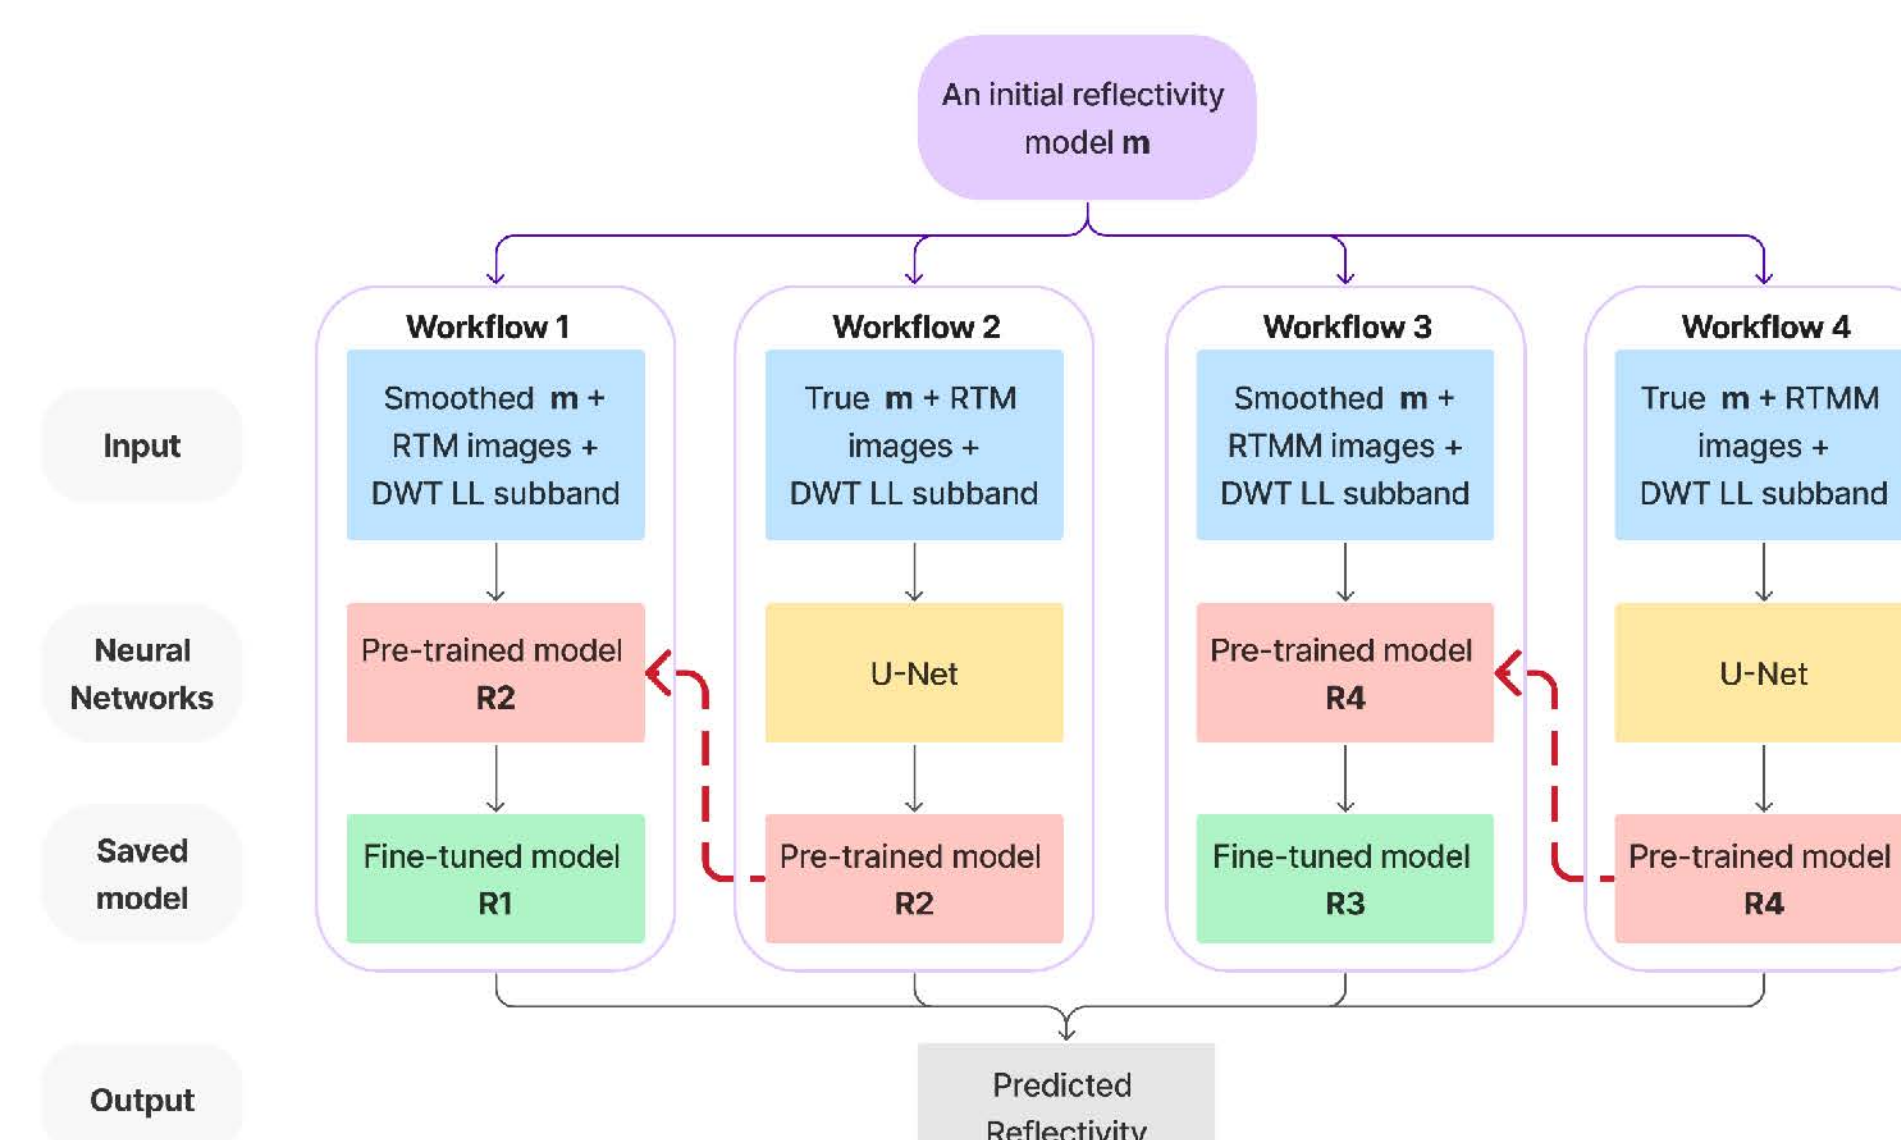 An initial reflectivity
model m
Workflow 1
Workflow 2
Workflow 3
Workflow 4
Input
Smoothed m +
RTM images +
DWT LL subband
True m + RTM
images +
DWT LL subband
Smoothed m +
RTMM images +
DWT LL subband
True m + RTMM
images +
DWT LL subband
Neural
Networks
Pre-trained model
R2
U-Net
Pre-trained model
R4
U-Net
Saved
model
Fine-tuned model
R1
Pre-trained model
R2
Fine-tuned model
R3
Pre-trained model
R4
Output
Predicted
Reflectivity